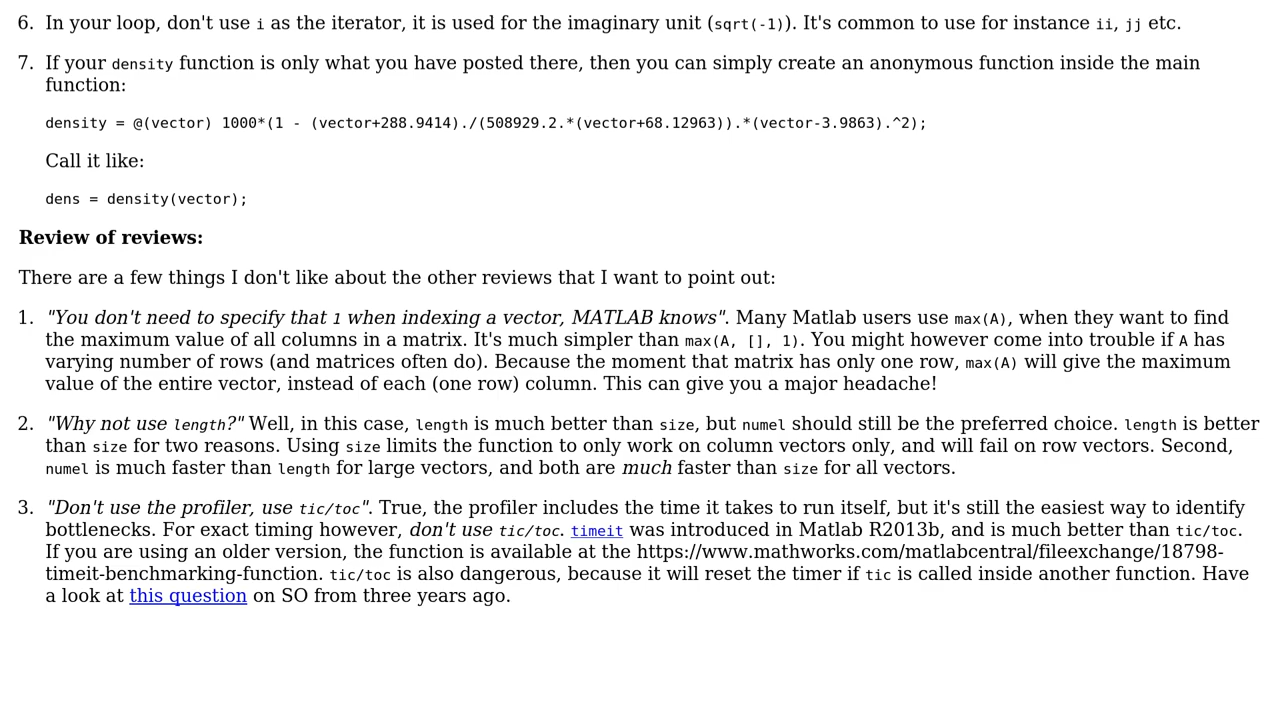 6. In your loop, don't use i as the iterator, it is used for the imaginary unit (sqrt(-1)). It's common to use for instance ii, jj etc.
7. If your density function is only what you have posted there, then you can simply create an anonymous function inside the main
function:
density = @(vector) 1000*(1 - (vector+288.9414)./(508929.2.*(vector+68.12963)).*(vector-3.9863).^2);
Call it like:
dens = density(vector);
Review of reviews:
There are a few things I don't like about the other reviews that I want to point out:
1. "You don't need to specify that 1 when indexing a vector, MATLAB knows". Many Matlab users use max(A), when they want to find
the maximum value of all columns in a matrix. It's much simpler than max(A, [], 1). You might however come into trouble if A has
varying number of rows (and matrices often do). Because the moment that matrix has only one row, max(A) will give the maximum
value of the entire vector, instead of each (one row) column. This can give you a major headache!
2. "Why not use length?" Well, in this case, length is much better than size, but numel should still be the preferred choice. length is better
than size for two reasons. Using size limits the function to only work on column vectors only, and will fail on row vectors. Second,
numel is much faster than length for large vectors, and both are much faster than size for all vectors.
3. "Don't use the profiler, use tic/toc". True, the profiler includes the time it takes to run itself, but it's still the easiest way to identify
bottlenecks. For exact timing however, don't use tic/toc. timeit was introduced in Matlab R2013b, and is much better than tic/toc.
If you are using an older version, the function is available at the https://www.mathworks.com/matlabcentral/fileexchange/18798-
timeit-benchmarking-function. tic/toc is also dangerous, because it will reset the timer if tic is called inside another function. Have
a look at this question on SO from three years ago.